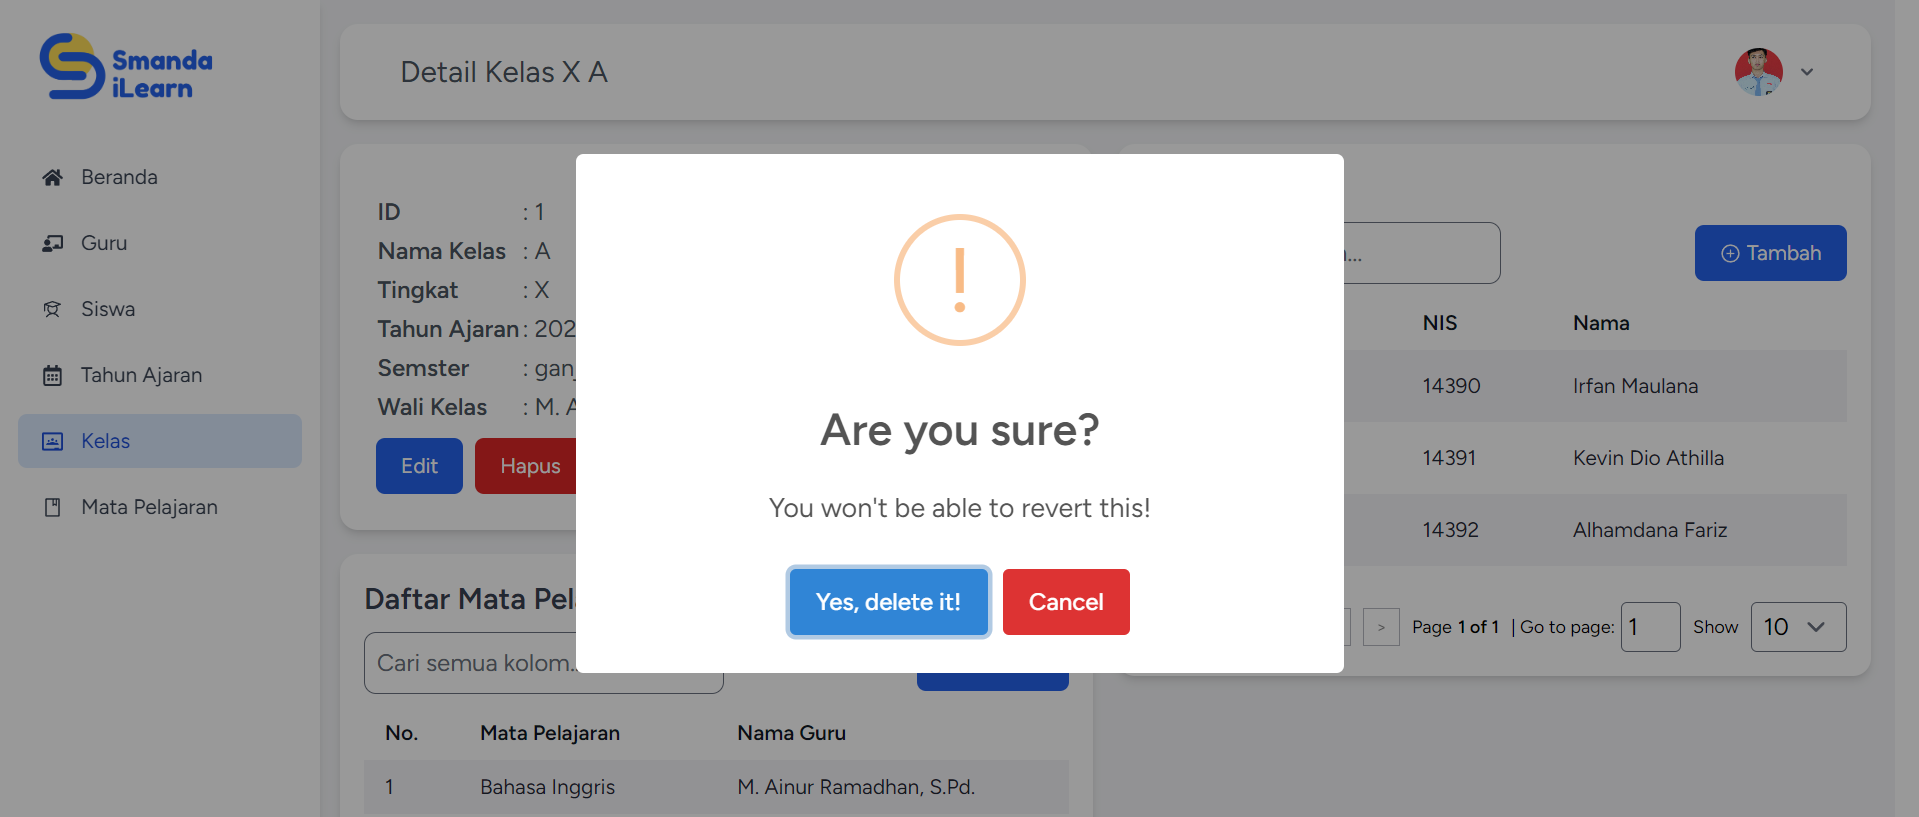 Smanda
iLearn
Beranda
Guru
Siswa
Tahun Ajaran
Kelas
Mata Pelajaran
Detail Kelas X A
ID : 1
Nama Kelas : A
Tingkat : X
Tahun Ajaran : 202
Semster : gan
Wali Kelas : M. A
Edit Hapus
Tambah
NIS Nama
14390 Irfan Maulana
14391 Kevin Dio Athilla
14392 Alhamdana Fariz
> Page 1 of 1 | Go to page: 1 Show 10
!
Are you sure?
You won't be able to revert this!
Yes, delete it! Cancel
Daftar Mata Pel
Cari semua kolom..
No. Mata Pelajaran Nama Guru
1 Bahasa Inggris M. Ainur Ramadhan, S.Pd.